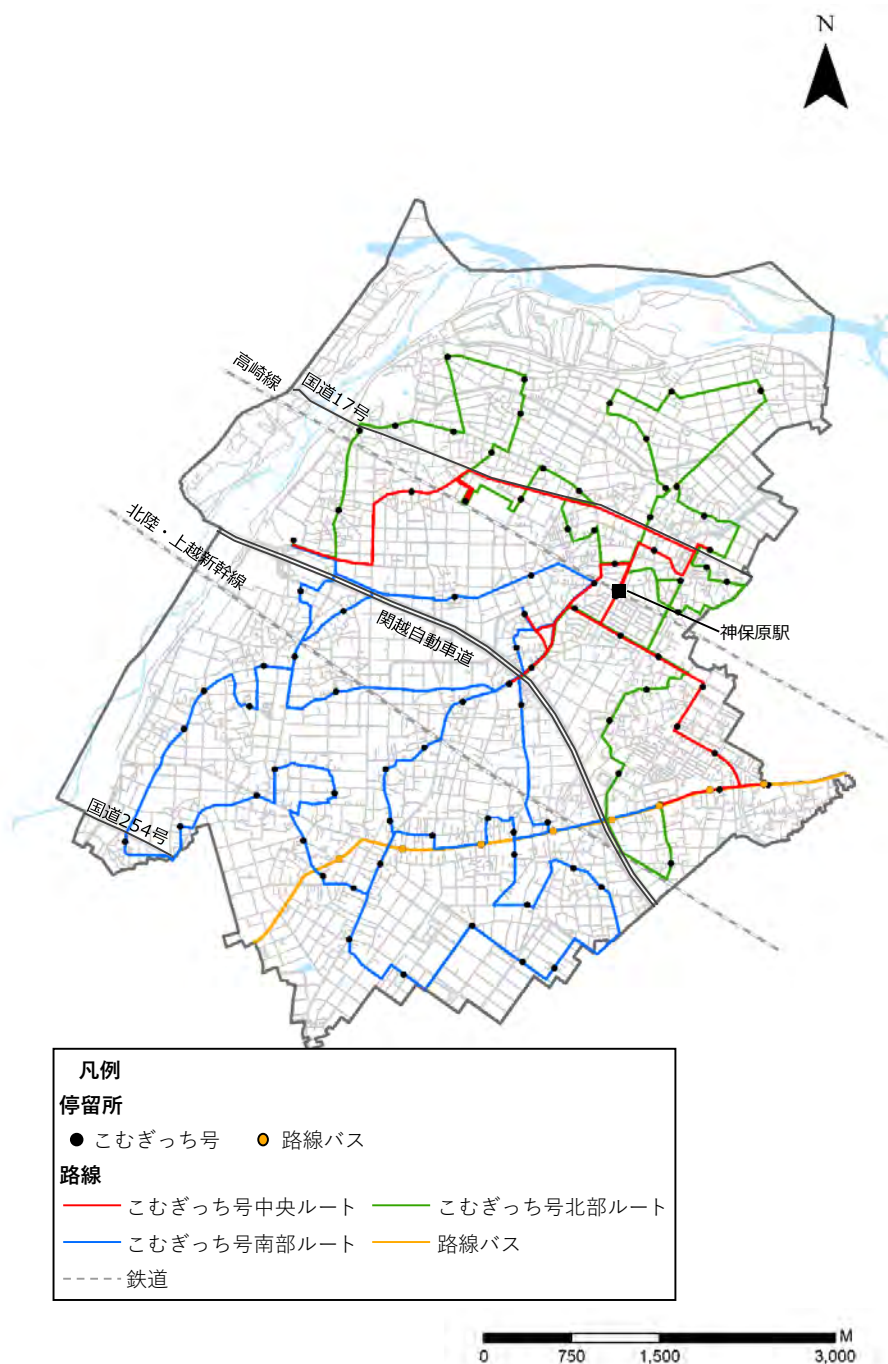 N
高崎線
国道17号
北陸・上越新幹線
関越自動車道
神保原駅
国道254号
凡例
停留所
こむぎっち号 路線バス
路線
こむぎっち号中央ルート こむぎっち号北部ルート
こむぎっち号南部ルート 路線バス
鉄道
M
0 750 1,500 3,000